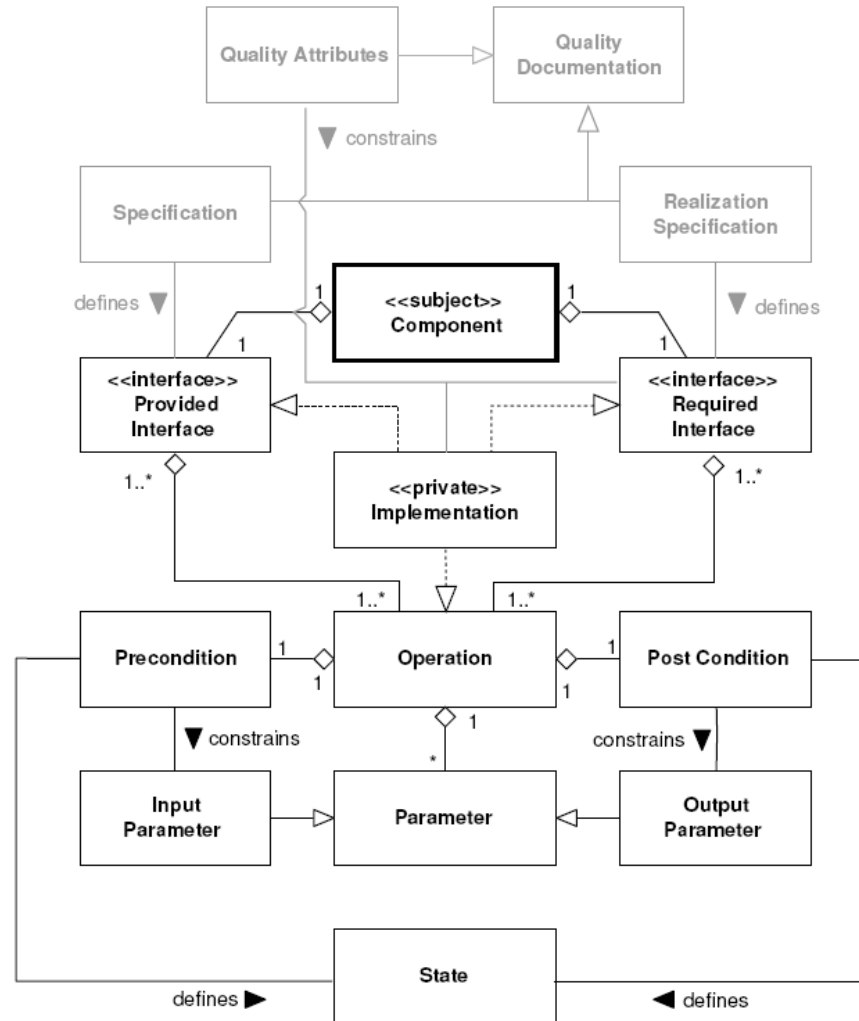 Quality Attributes
Quality
Documentation
▼ constrains
Specification
Realization
Specification
defines ▼
▼ defines
1
<<subject>>
Component
1
1
1
<<interface>>
Provided
Interface
<<interface>>
Required
Interface
1..*
1..*
<<private>>
Implementation
1..*
1..*
Precondition
1
1
Operation
1
1
Post Condition
▼ constrains
1
constrains ▼
*
Input
Parameter
Parameter
Output
Parameter
State
defines ►
◄ defines